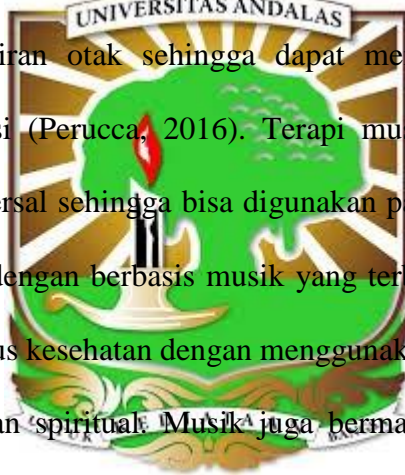 UNIVERSITAS ANDALAS
iran otak sehingga dapat me
si (Perucca, 2016). Terapi mus
ersal sehingga bisa digunakan p
dengan berbasis musik yang ter
us kesehatan dengan menggunak
an spiritual. Musik juga berma